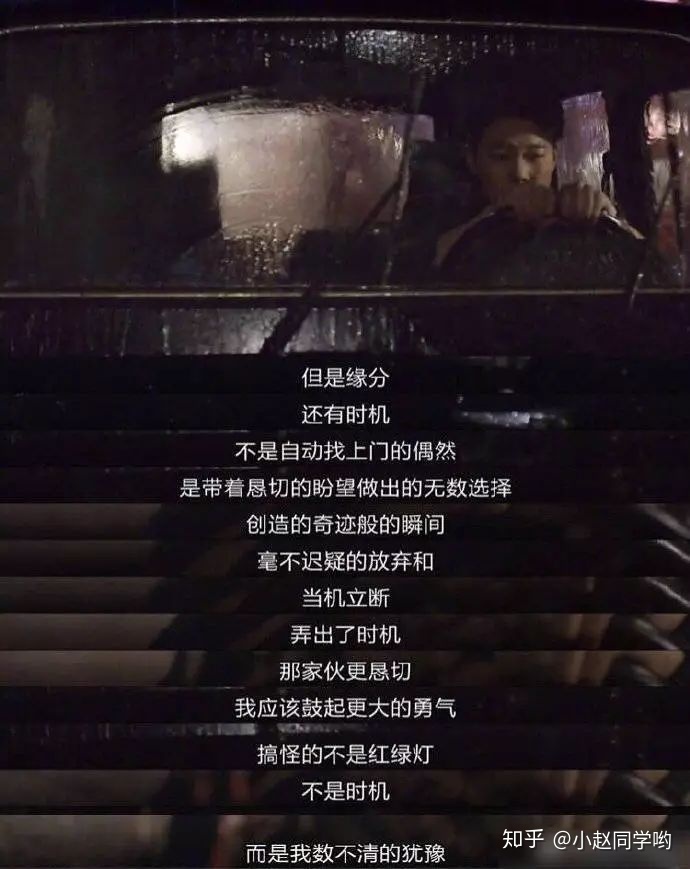 但是缘分
还有时机
不是自动找上门的偶然
是带着恳切的盼望做出的无数选择
创造的奇迹般的瞬间
毫不迟疑的放弃和
当机立断
弄出了时机
那家伙更恳切
我应该鼓起更大的勇气
搞怪的不是红绿灯
不是时机
而是我数不清的犹豫
知乎 @小赵同学哟